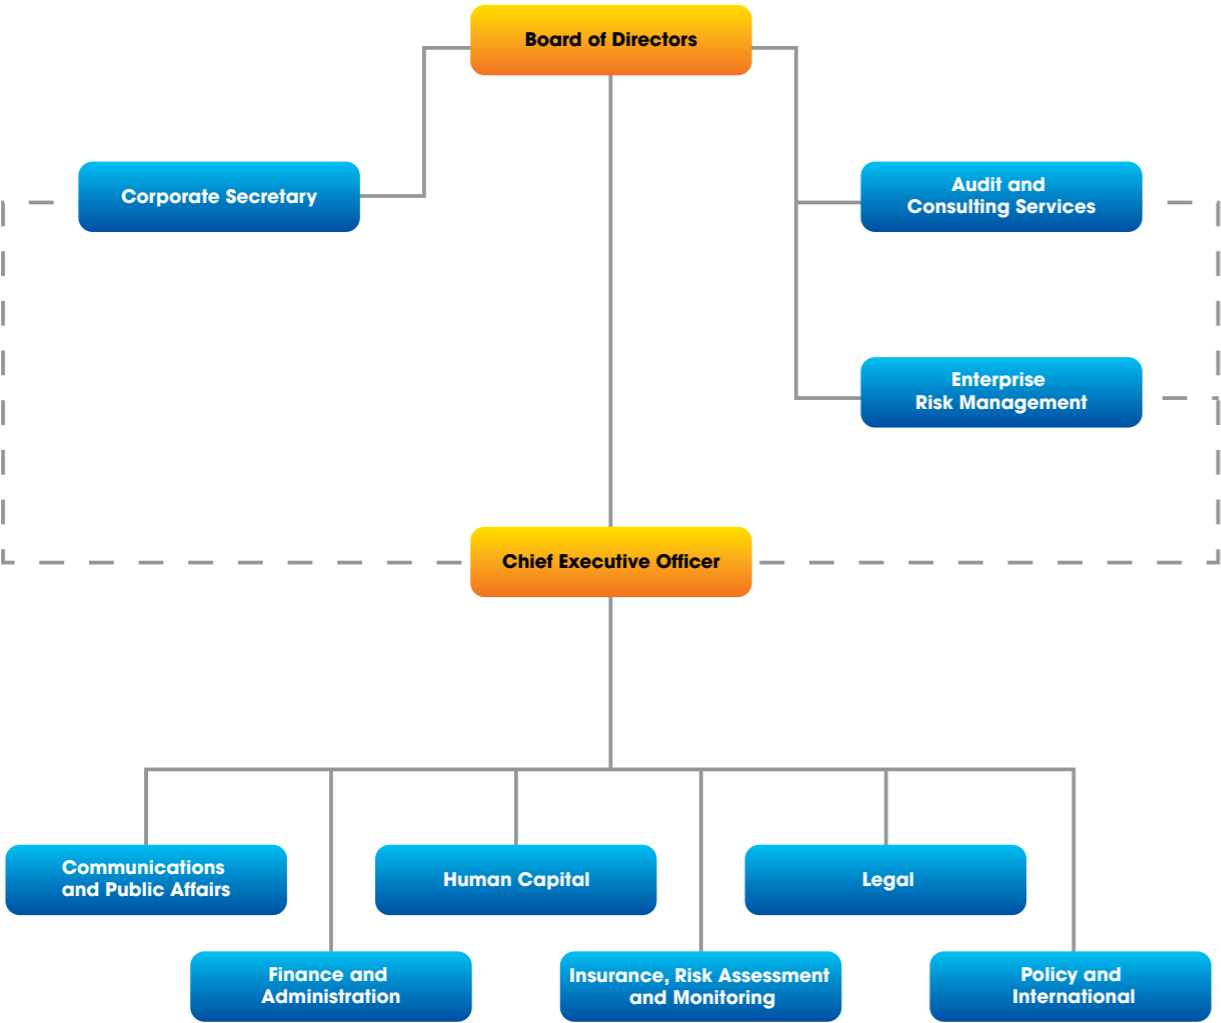 Board of Directors
Corporate Secretary
Audit and
Consulting Services
Enterprise
Risk Management
Chief Executive Officer
Communications
and Public Affairs
Human Capital
Legal
Finance and
Administration
Insurance, Risk Assessment
and Monitoring
Policy and
International